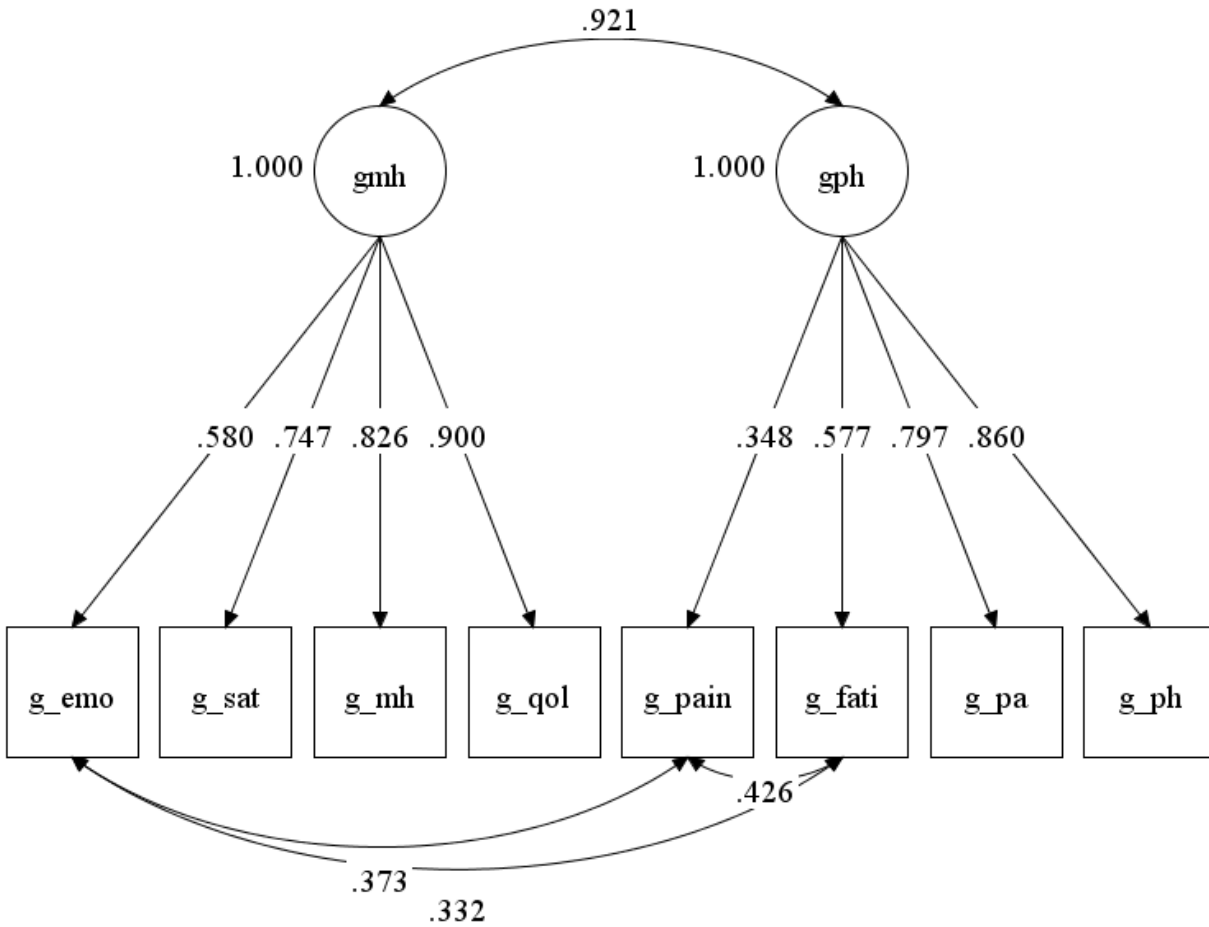 .921
1.000 gmh 1.000 gph
.580 .747 .826 .900 .348 .577 .797 .860
g_emo g_sat g_mh g_qol g_pain g_fati g_pa g_ph
.426
.373
.332